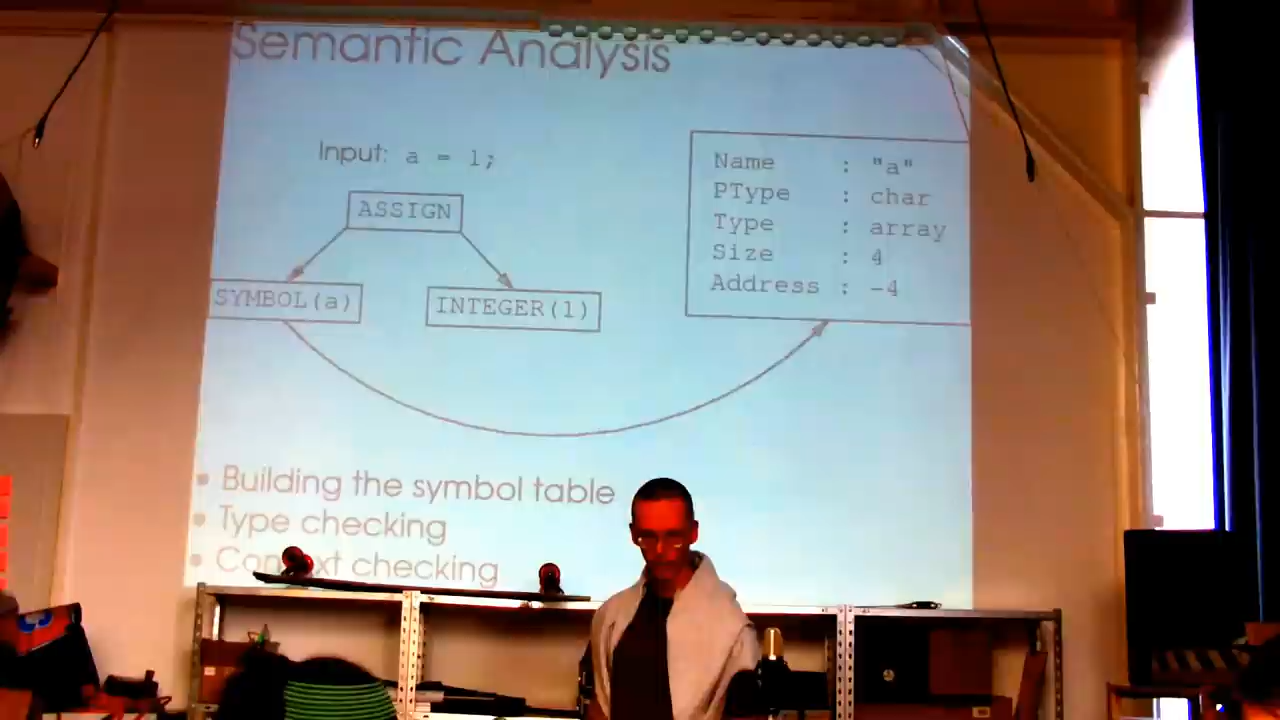 Semantic Analysis
Input: a = 1;
ASSIGN
SYMBOL(a)
INTEGER(1)
Name : "a"
PType : char
Type : array
Size : 4
Address : -4
Building the symbol table
Type checking
checking